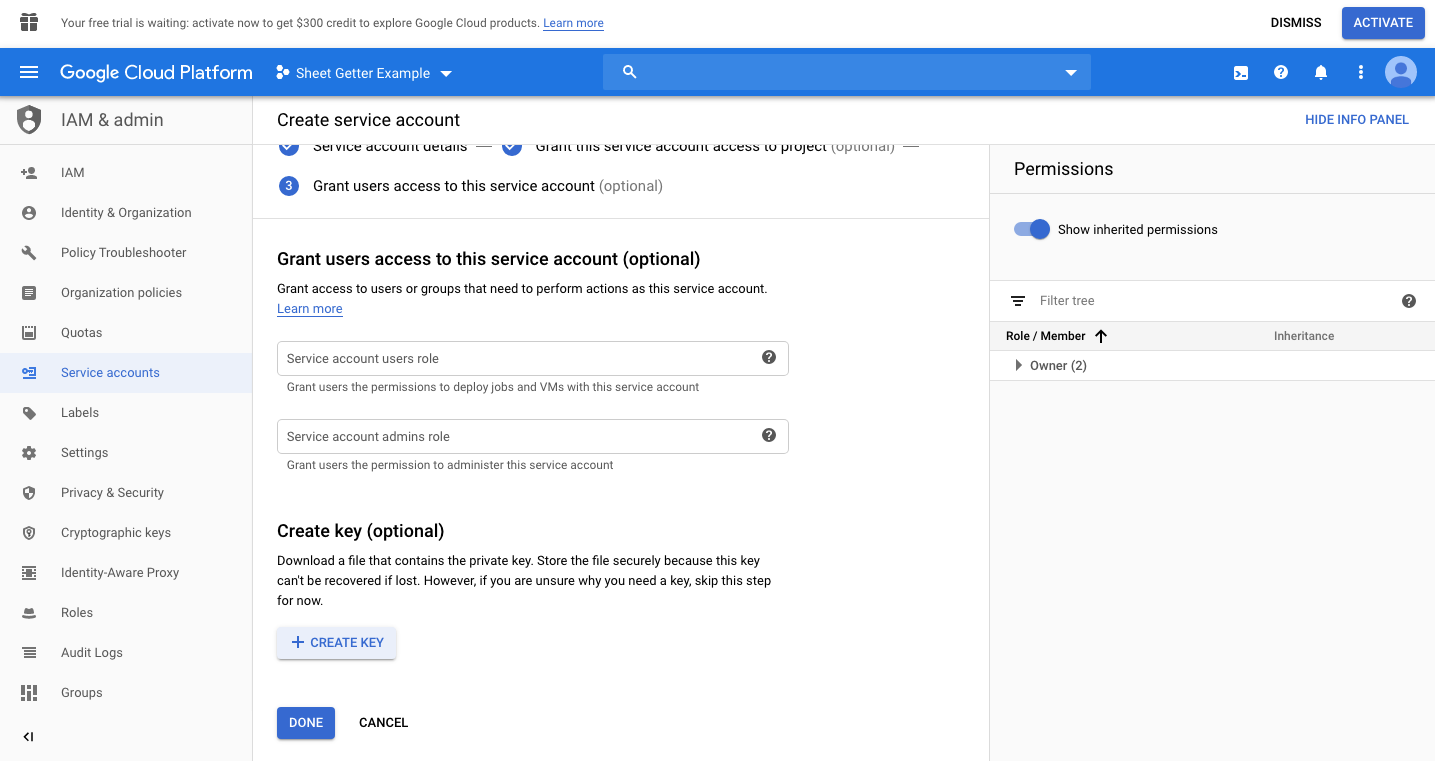 Your free trial is waiting: activate now to get $300 credit to explore Google Cloud products. Learn more
DISMISS
ACTIVATE
Google Cloud Platform
Sheet Getter Example
IAM & admin
IAM
Identity & Organization
Policy Troubleshooter
Organization policies
Quotas
Service accounts
Labels
Settings
Privacy & Security
Cryptographic keys
Identity-Aware Proxy
Roles
Audit Logs
Groups
Create service account
HIDE INFO PANEL
Service account details — Grant this service account access to project (optional) —
3 Grant users access to this service account (optional)
Grant users access to this service account (optional)
Grant access to users or groups that need to perform actions as this service account.
Learn more
Service account users role
Grant users the permissions to deploy jobs and VMs with this service account
Service account admins role
Grant users the permission to administer this service account
Create key (optional)
Download a file that contains the private key. Store the file securely because this key
can't be recovered if lost. However, if you are unsure why you need a key, skip this step
for now.
CREATE KEY
DONE
CANCEL
Permissions
Show inherited permissions
Filter tree
Role / Member
Inheritance
Owner (2)